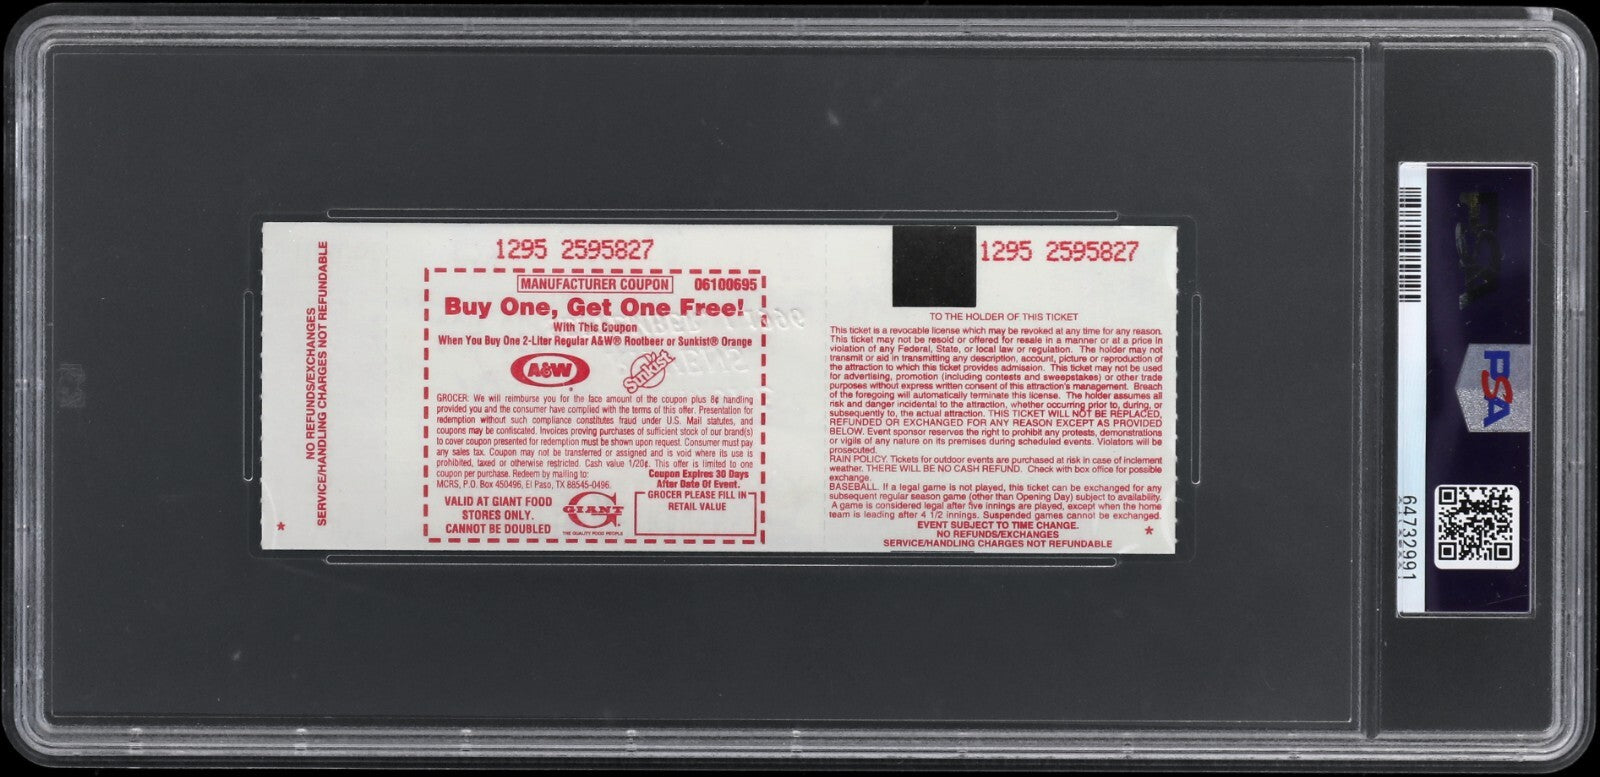 NO REFUNDS/EXCHANGES
SERVICE/HANDLING CHARGES NOT REFUNDABLE
*
1295 2595827
MANUFACTURER COUPON 06100695
Buy One, Get One Free!
With This Coupon
When You Buy One 2-Liter Regular A&W® Rootbeer or Sunkist® Orange
A&W
Sunkist
GROCER: We will reimburse you for the face amount of the coupon plus 8¢ handling
provided you and the consumer have complied with the terms of this offer. Presentation for
redemption without such compliance constitutes fraud under U.S. Mail statutes, and
coupons may be confiscated. Invoices proving purchases of sufficient stock of our brand(s)
to cover coupon presented for redemption must be shown upon request. Consumer must pay
any sales tax. Coupon may not be transferred or assigned and is void where its use is
prohibited, taxed or otherwise restricted. Cash value 1/20¢. This offer is limited to one
coupon per purchase. Redeem by mailing to:
MCRS, P.O. Box 450496, El Paso, TX 88545-0496.
Coupon Expires 30 Days
After Date Of Event.
VALID AT GIANT FOOD
STORES ONLY.
CANNOT BE DOUBLED
GIANT
THE QUALITY FOOD PEOPLE
GROCER PLEASE FILL IN
RETAIL VALUE
1295 2595827
TO THE HOLDER OF THIS TICKET
This ticket is a revocable license which may be revoked at any time for any reason.
This ticket may not be resold or offered for resale in a manner or at a price in
violation of any Federal, State, or local law or regulation. The holder may not
transmit or aid in transmitting any description, account, picture or reproduction of
the attraction to which this ticket provides admission. This ticket may not be used
for advertising, promotion (including contests and sweepstakes) or other trade
purposes without express written consent of this attraction's management. Breach
of the foregoing will automatically terminate this license. The holder assumes all
risk and danger incidental to the attraction, whether occurring prior to, during, or
subsequently to, the actual attraction. THIS TICKET WILL NOT BE REPLACED,
REFUNDED OR EXCHANGED FOR ANY REASON EXCEPT AS PROVIDED
BELOW. Event sponsor reserves the right to prohibit any protests, demonstrations
or vigils of any nature on its premises during scheduled events. Violators will be
prosecuted.
RAIN POLICY. Tickets for outdoor events are purchased at risk in case of inclement
weather. THERE WILL BE NO CASH REFUND. Check with box office for possible
exchange.
BASEBALL. If a legal game is not played, this ticket can be exchanged for any
subsequent regular season game (other than Opening Day) subject to availability.
A game is considered legal after five innings are played, except when the home
team is leading after 4 1/2 innings. Suspended games cannot be exchanged.
EVENT SUBJECT TO TIME CHANGE.
NO REFUNDS/EXCHANGES
SERVICE/HANDLING CHARGES NOT REFUNDABLE
*
PSA
PSA
64732991